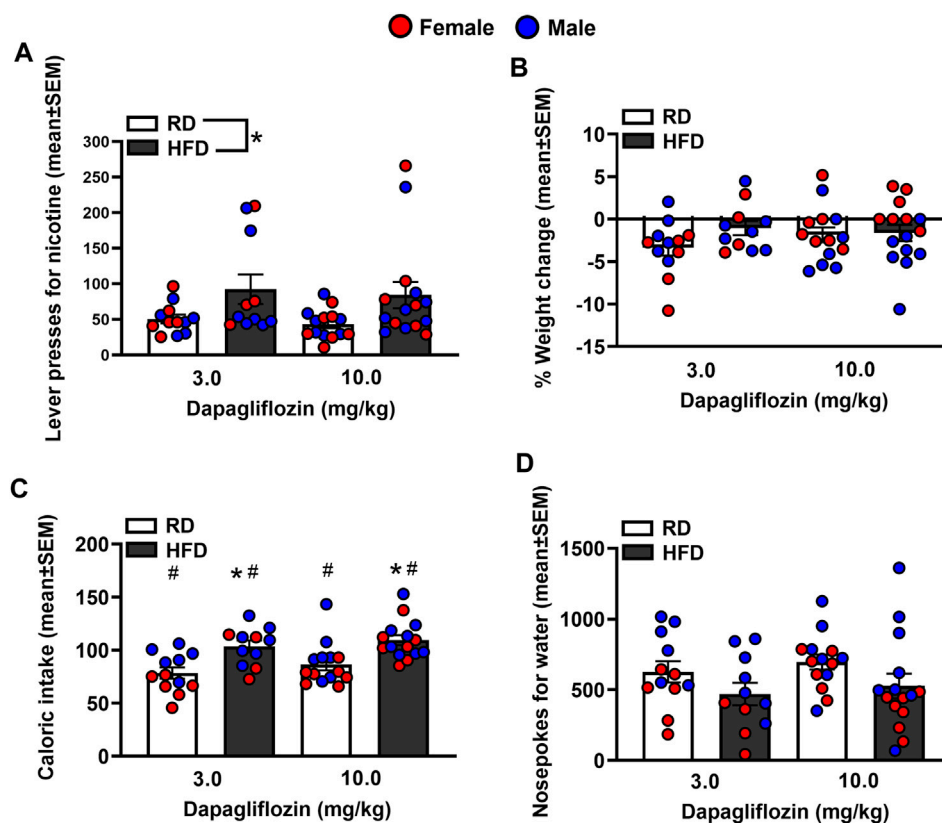 Female Male
A
Lever presses for nicotine (mean±SEM)
RD
HFD
*
300
250
200
150
100
50
0
3.0 10.0
Dapagliflozin (mg/kg)
B
% Weight change (mean±SEM)
RD
HFD
10
5
0
-5
-10
-15
3.0 10.0
Dapagliflozin (mg/kg)
C
Caloric intake (mean±SEM)
RD
HFD
200
150
100
50
0
# * # # * #
3.0 10.0
Dapagliflozin (mg/kg)
D
Nosepokes for water (mean±SEM)
RD
HFD
1500
1000
500
0
3.0 10.0
Dapagliflozin (mg/kg)